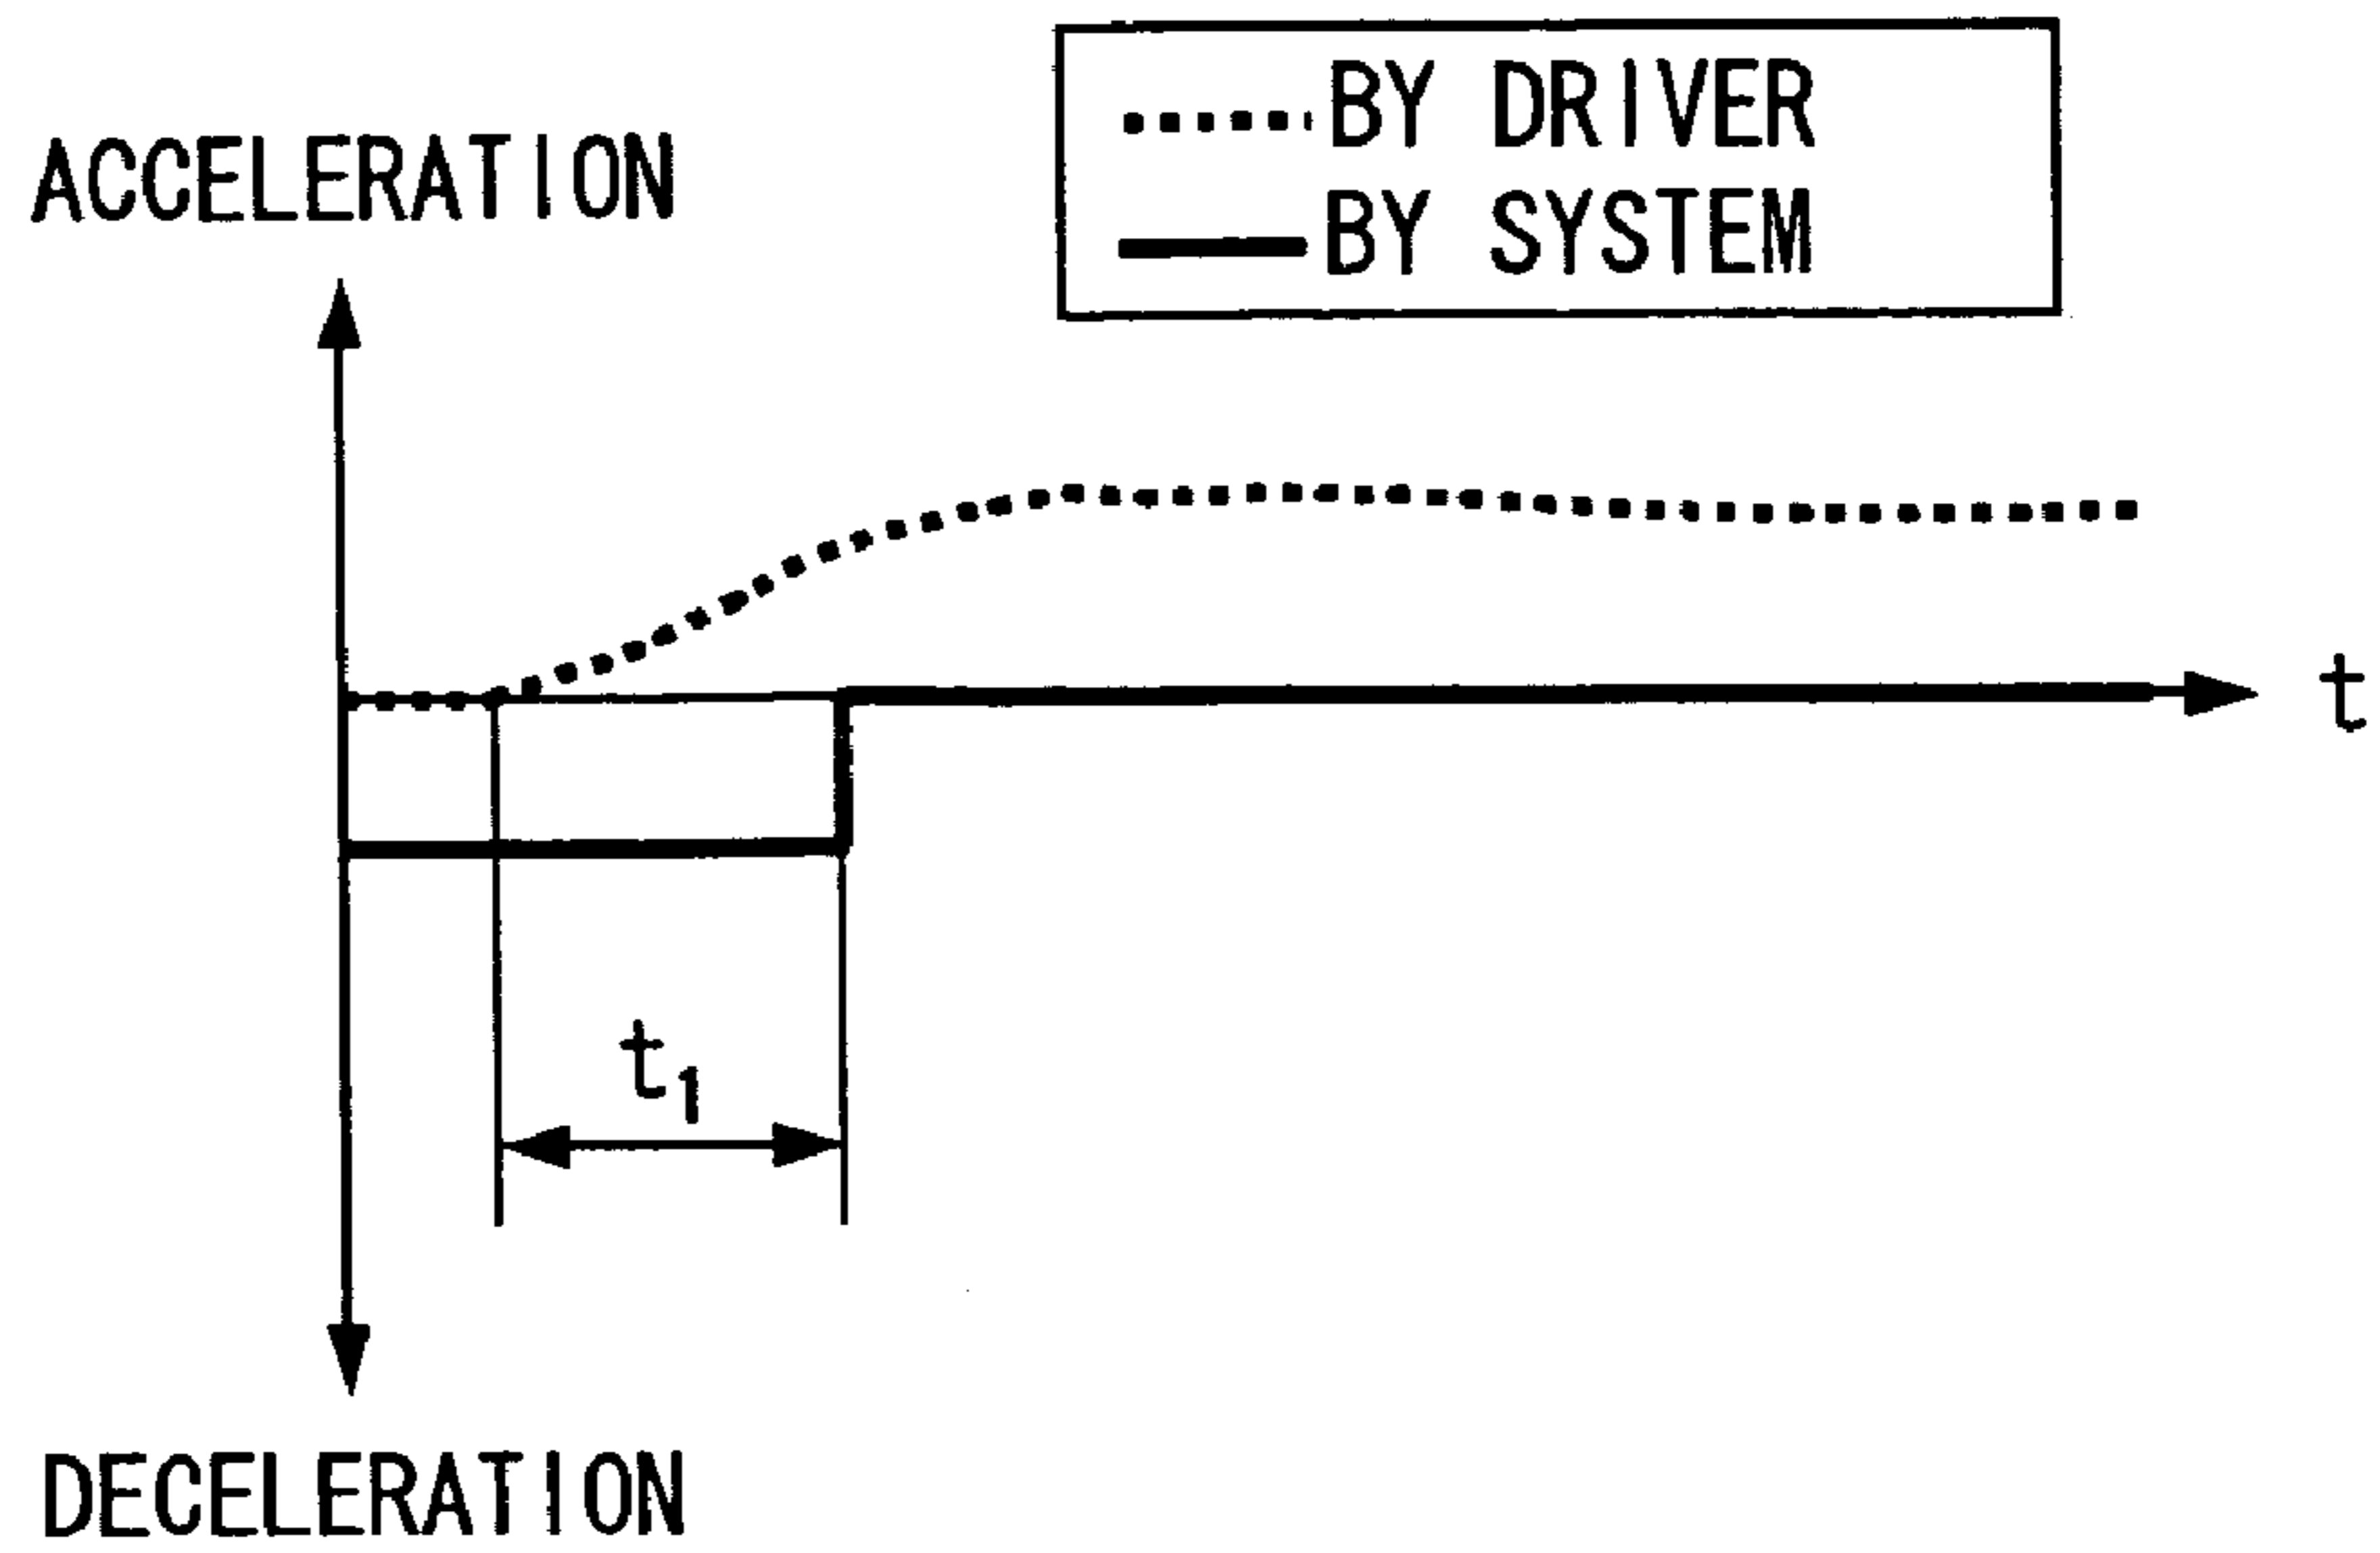 BY DRIVER
BY SYSTEM
ACCELERATION
t
t1
DECELERATION